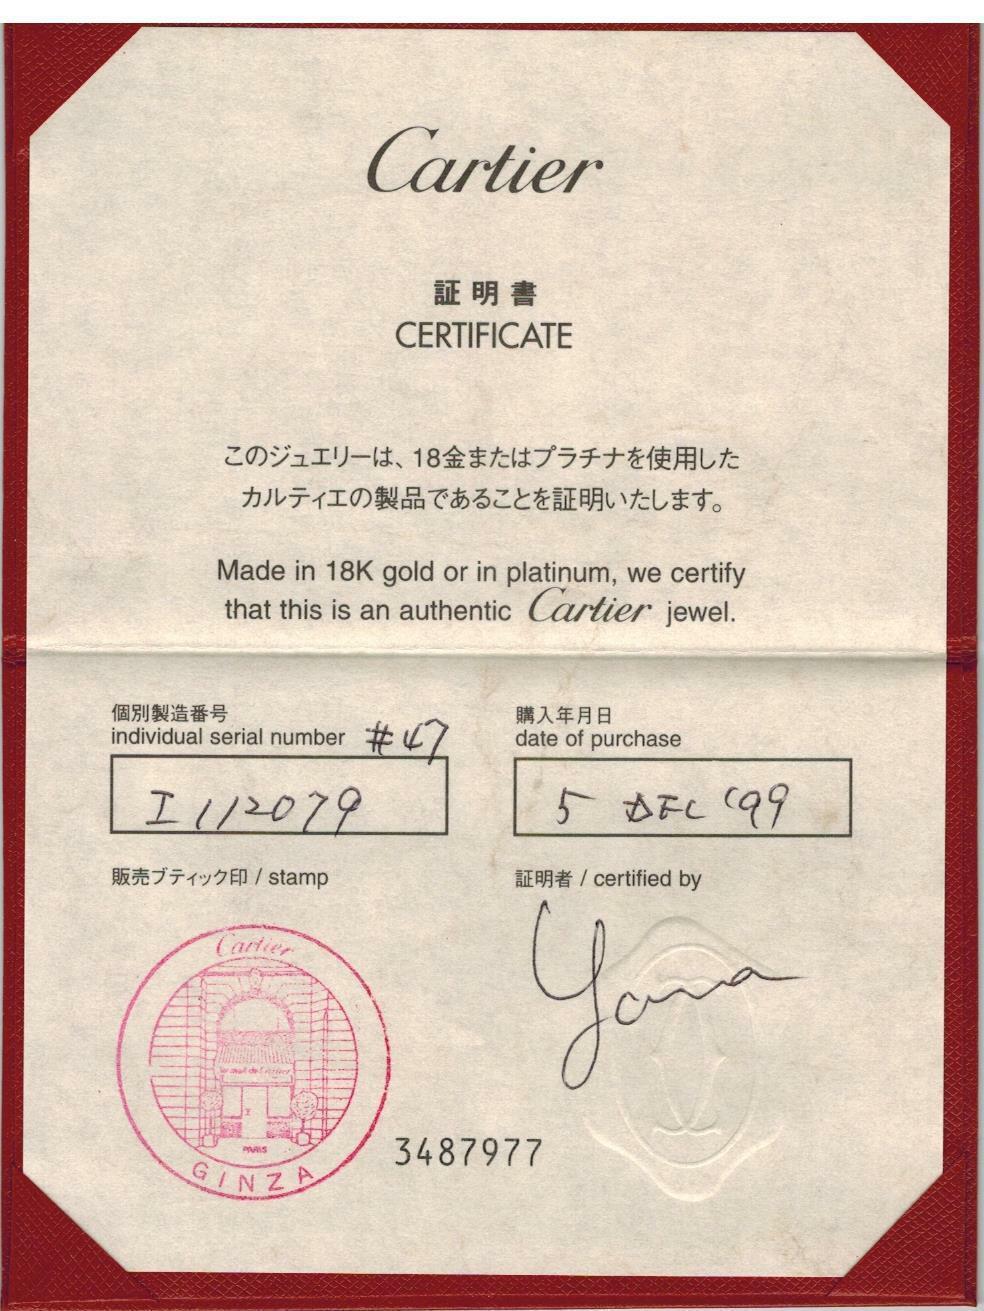 Cartier
証明書
CERTIFICATE
このジュエリーは、18金またはプラチナを使用した
カルティエの製品であることを証明いたします。
Made in 18K gold or in platinum, we certify
that this is an authentic Cartier jewel.
個別製造番号
individual serial number #47
I 112079
購入年月日
date of purchase
5 DEC '99
販売ブティック印 / stamp
Cartier
PARIS
GINZA
証明者 / certified by
3487977